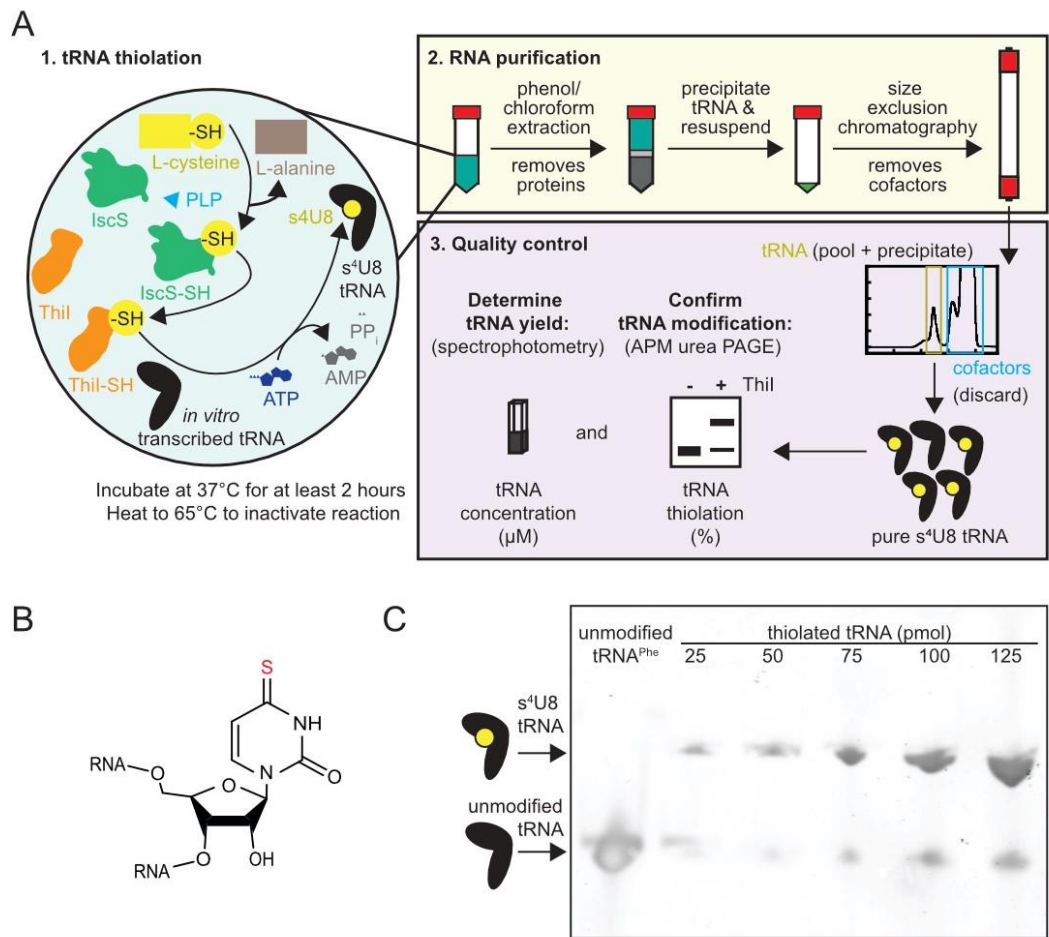 A
1. tRNA thiolation
-SH
L-cysteine
L-alanine
IscS
PLP
s4U8
-SH
IscS-SH
s⁴U8
tRNA
ThiI
-SH
PPi
AMP
ThiI-SH
ATP
in vitro
transcribed tRNA
Incubate at 37°C for at least 2 hours
Heat to 65°C to inactivate reaction
2. RNA purification
phenol/
chloroform
extraction
removes
proteins
precipitate
tRNA &
resuspend
size
exclusion
chromatography
removes
cofactors
3. Quality control
tRNA (pool + precipitate)
Determine
tRNA yield:
(spectrophotometry)
Confirm
tRNA modification:
(APM urea PAGE)
cofactors
(discard)
- + ThiI
and
tRNA
concentration
(µM)
tRNA
thiolation
(%)
pure s⁴U8 tRNA
B
S
NH
N
O
RNA
O
O
RNA
O
OH
C
unmodified
tRNAPhe
thiolated tRNA (pmol)
25 50 75 100 125
s⁴U8
tRNA
unmodified
tRNA